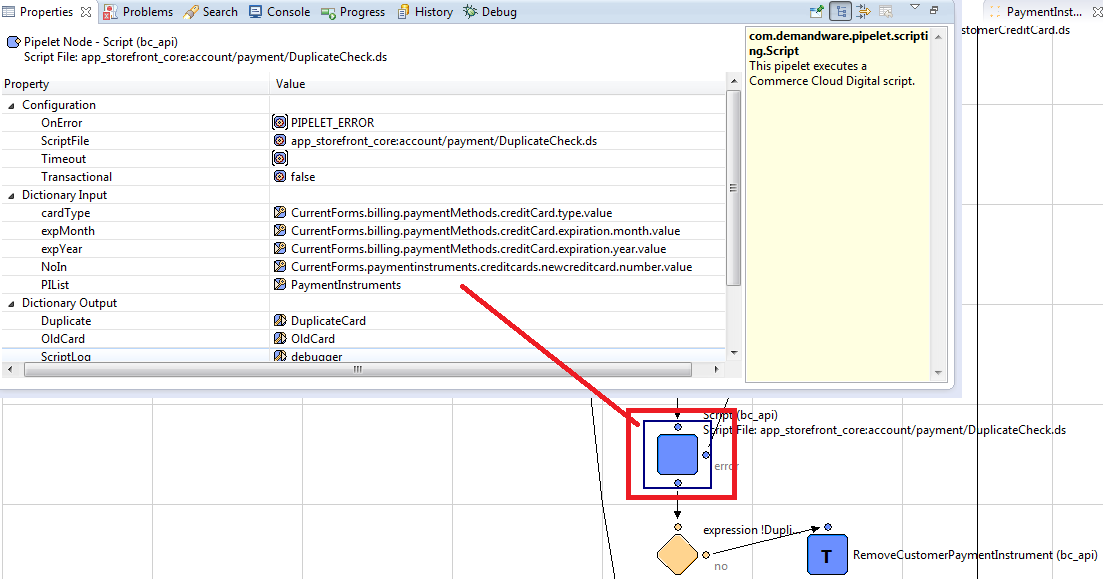 Properties Problems Search Console Progress History Debug PaymentInst...
Pipelet Node - Script (bc_api)
Script File: app_storefront_core:account/payment/DuplicateCheck.ds
Property Value
Configuration
OnError PIPELET_ERROR
ScriptFile app_storefront_core:account/payment/DuplicateCheck.ds
Timeout
Transactional false
Dictionary Input
cardType CurrentForms.billing.paymentMethods.creditCard.type.value
expMonth CurrentForms.billing.paymentMethods.creditCard.expiration.month.value
expYear CurrentForms.billing.paymentMethods.creditCard.expiration.year.value
NoIn CurrentForms.paymentinstruments.creditcards.newcreditcard.number.value
PIList PaymentInstruments
Dictionary Output
Duplicate DuplicateCard
OldCard OldCard
ScriptLog debugger
com.demandware.pipelet.scripti
ng.Script
This pipelet executes a
Commerce Cloud Digital script.
stomerCreditCard.ds
Script (bc_api)
Script File: app_storefront_core:account/payment/DuplicateCheck.ds
error
expression !Dupli...
no
T RemoveCustomerPaymentInstrument (bc_api)